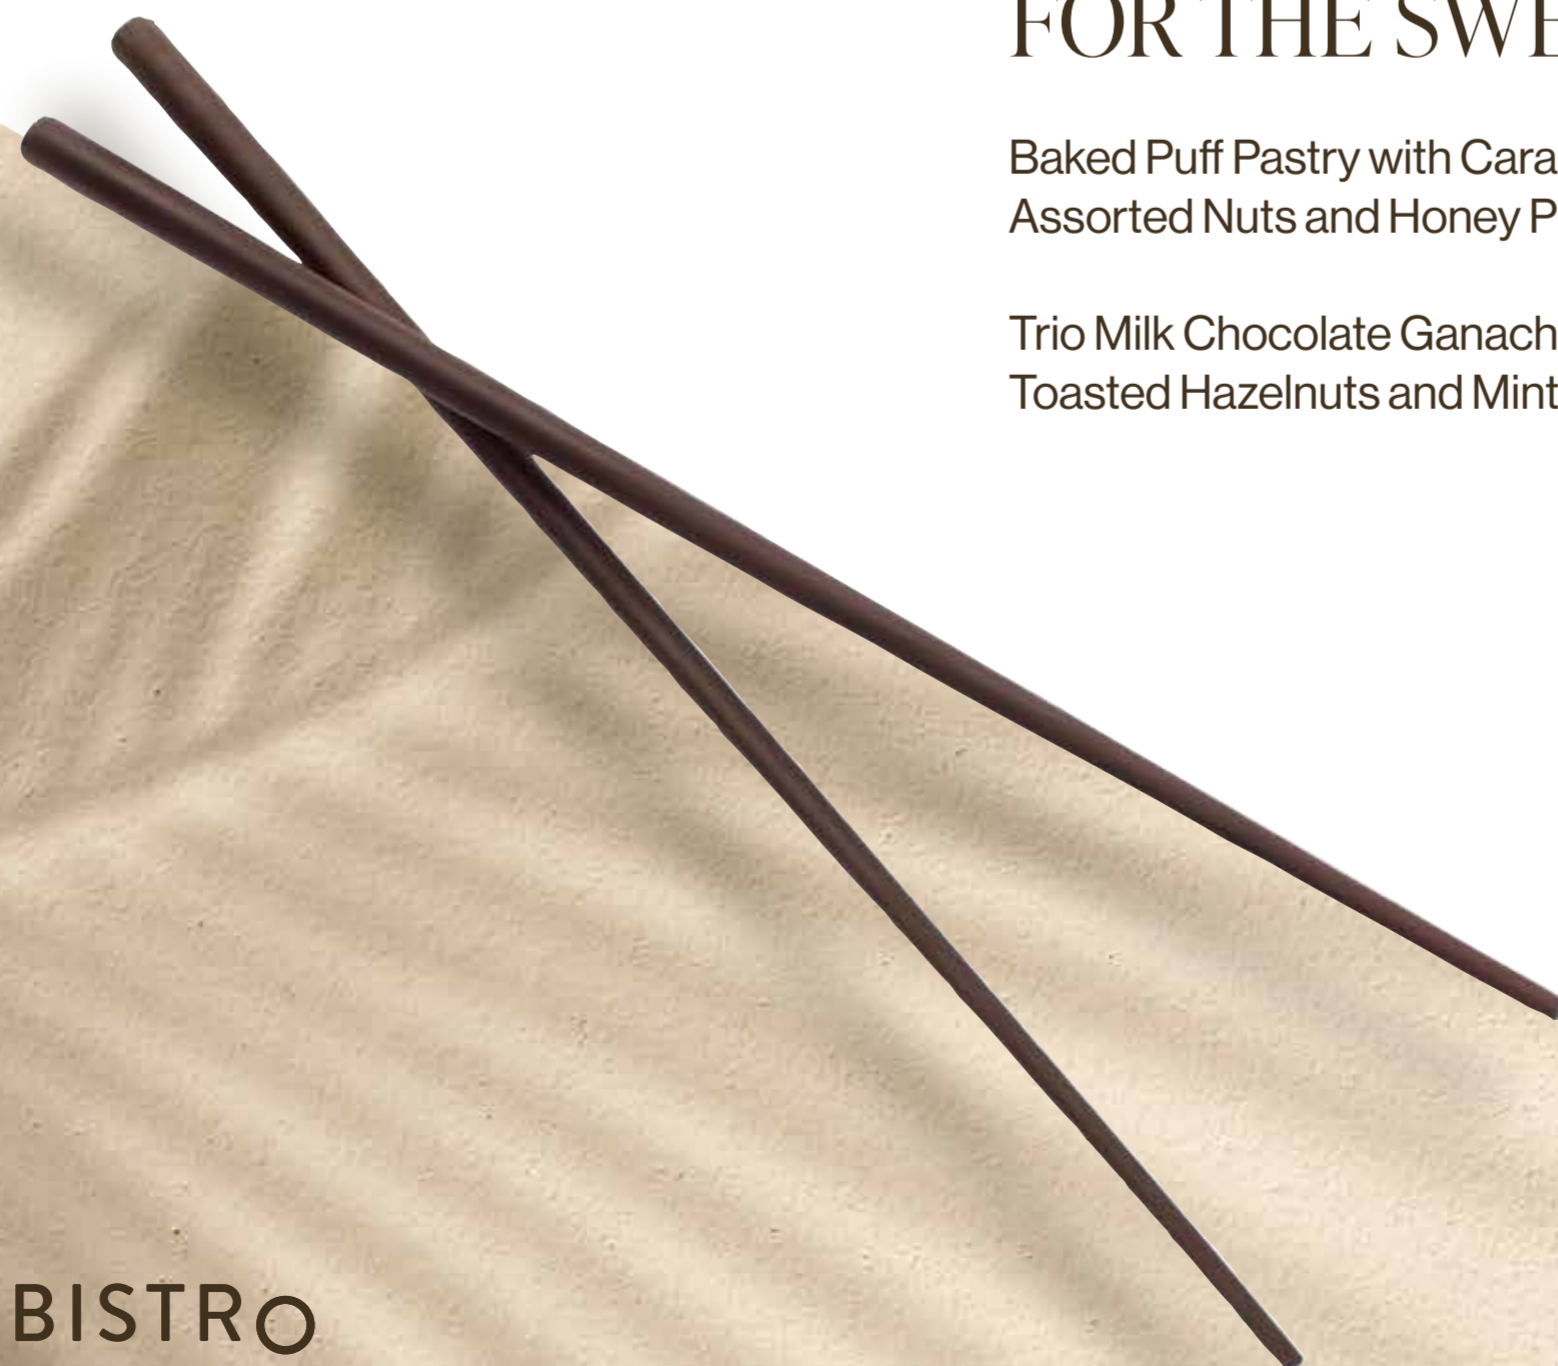 FOR THE SWE
Baked Puff Pastry with Cara
Assorted Nuts and Honey P
Trio Milk Chocolate Ganach
Toasted Hazelnuts and Mint
BISTRO